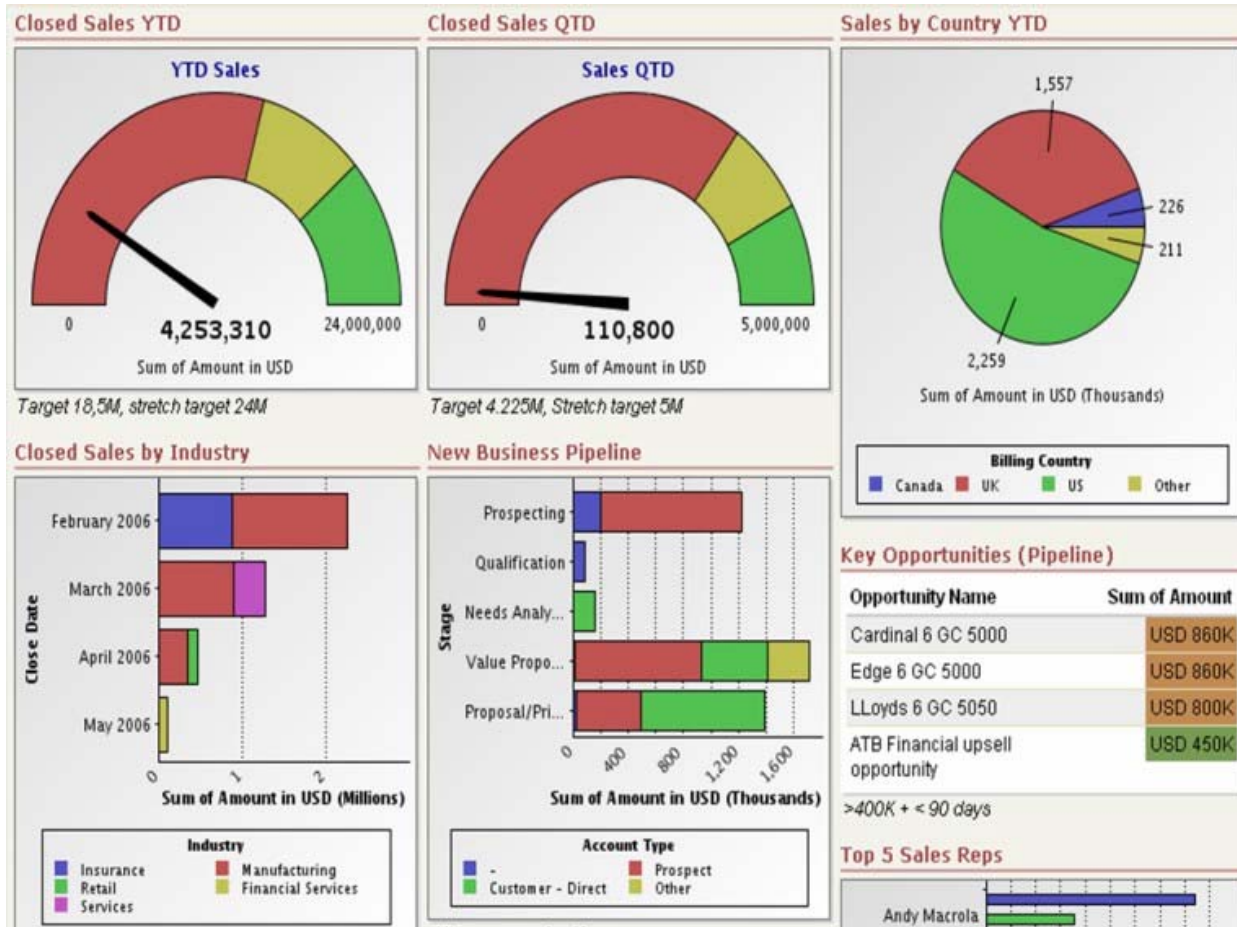 Closed Sales YTD
YTD Sales
0
24,000,000
4,253,310
Sum of Amount in USD
Target 18,5M, stretch target 24M
Closed Sales QTD
Sales QTD
0
5,000,000
110,800
Sum of Amount in USD
Target 4.225M, Stretch target 5M
Sales by Country YTD
1,557
226
211
2,259
Sum of Amount in USD (Thousands)
Billing Country
Canada UK US Other
Closed Sales by Industry
Close Date
February 2006
March 2006
April 2006
May 2006
0 1 2
Sum of Amount in USD (Millions)
Industry
Insurance Manufacturing
Retail Financial Services
Services
New Business Pipeline
Stage
Prospecting
Qualification
Needs Analy...
Value Propo...
Proposal/Pri...
0 400 800 1,200 1,600
Sum of Amount in USD (Thousands)
Account Type
- Prospect
Customer - Direct Other
Key Opportunities (Pipeline)
Opportunity Name Sum of Amount
Cardinal 6 GC 5000 USD 860K
Edge 6 GC 5000 USD 860K
LLoyds 6 GC 5050 USD 800K
ATB Financial upsell USD 450K
opportunity
>400K + < 90 days
Top 5 Sales Reps
Andy Macrola